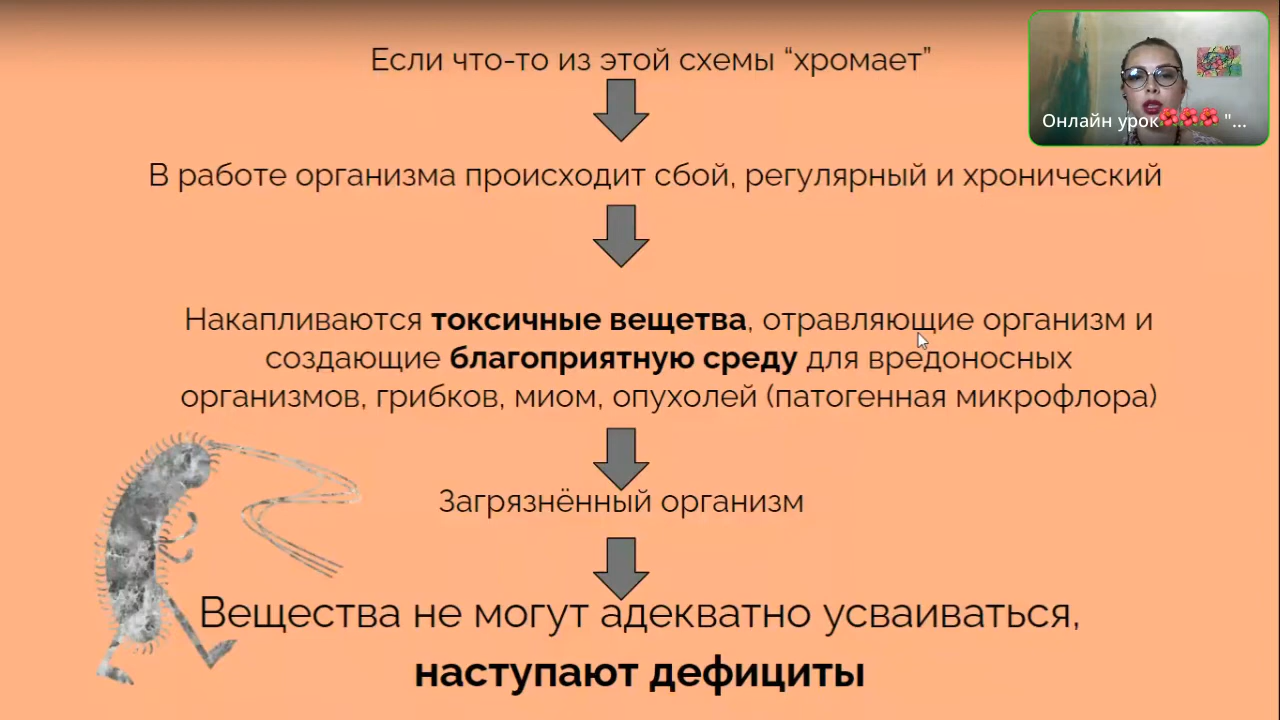 Если что-то из этой схемы “хромает”
Онлайн урок🌺🌺🌺 "...
В работе организма происходит сбой, регулярный и хронический
Накапливаются токсичные вещетва, отравляющие организм и
создающие благоприятную среду для вредоносных
организмов, грибков, миом, опухолей (патогенная микрофлора)
Загрязнённый организм
Вещества не могут адекватно усваиваться,
наступают дефициты